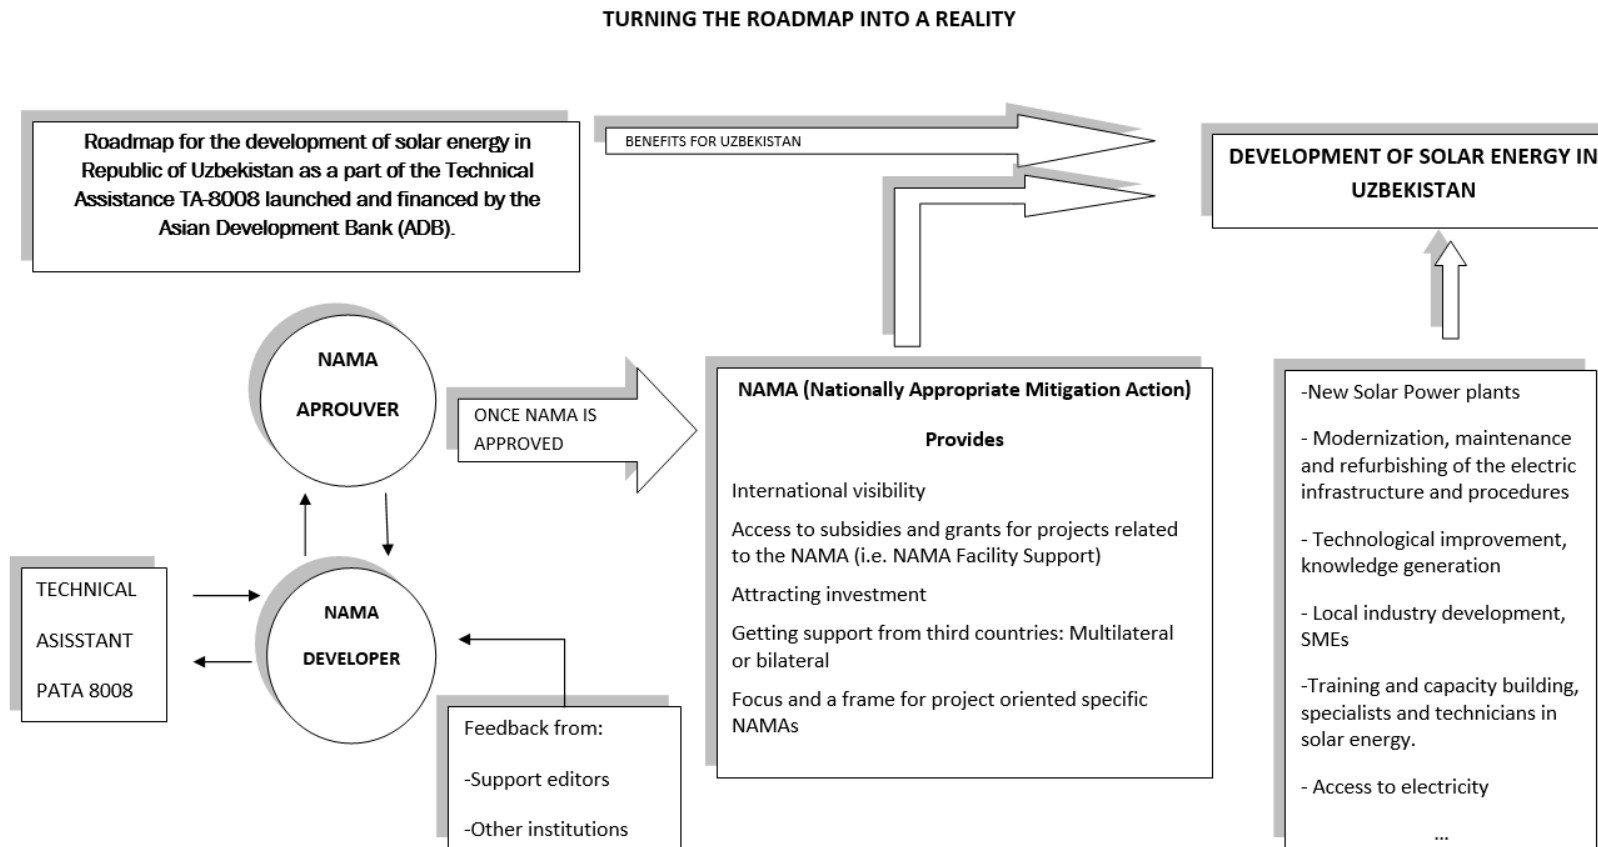 TURNING THE ROADMAP INTO A REALITY
Roadmap for the development of solar energy in
Republic of Uzbekistan as a part of the Technical
Assistance TA-8008 launched and financed by the
Asian Development Bank (ADB).
BENEFITS FOR UZBEKISTAN
DEVELOPMENT OF SOLAR ENERGY IN
UZBEKISTAN
NAMA
APROUVER
ONCE NAMA IS
APPROVED
NAMA (Nationally Appropriate Mitigation Action)
Provides
International visibility
Access to subsidies and grants for projects related
to the NAMA (i.e. NAMA Facility Support)
Attracting investment
Getting support from third countries: Multilateral
or bilateral
Focus and a frame for project oriented specific
NAMAs
-New Solar Power plants
- Modernization, maintenance
and refurbishing of the electric
infrastructure and procedures
- Technological improvement,
knowledge generation
- Local industry development,
SMEs
-Training and capacity building,
specialists and technicians in
solar energy.
- Access to electricity
...
TECHNICAL
ASISSTANT
PATA 8008
NAMA
DEVELOPER
Feedback from:
-Support editors
-Other institutions